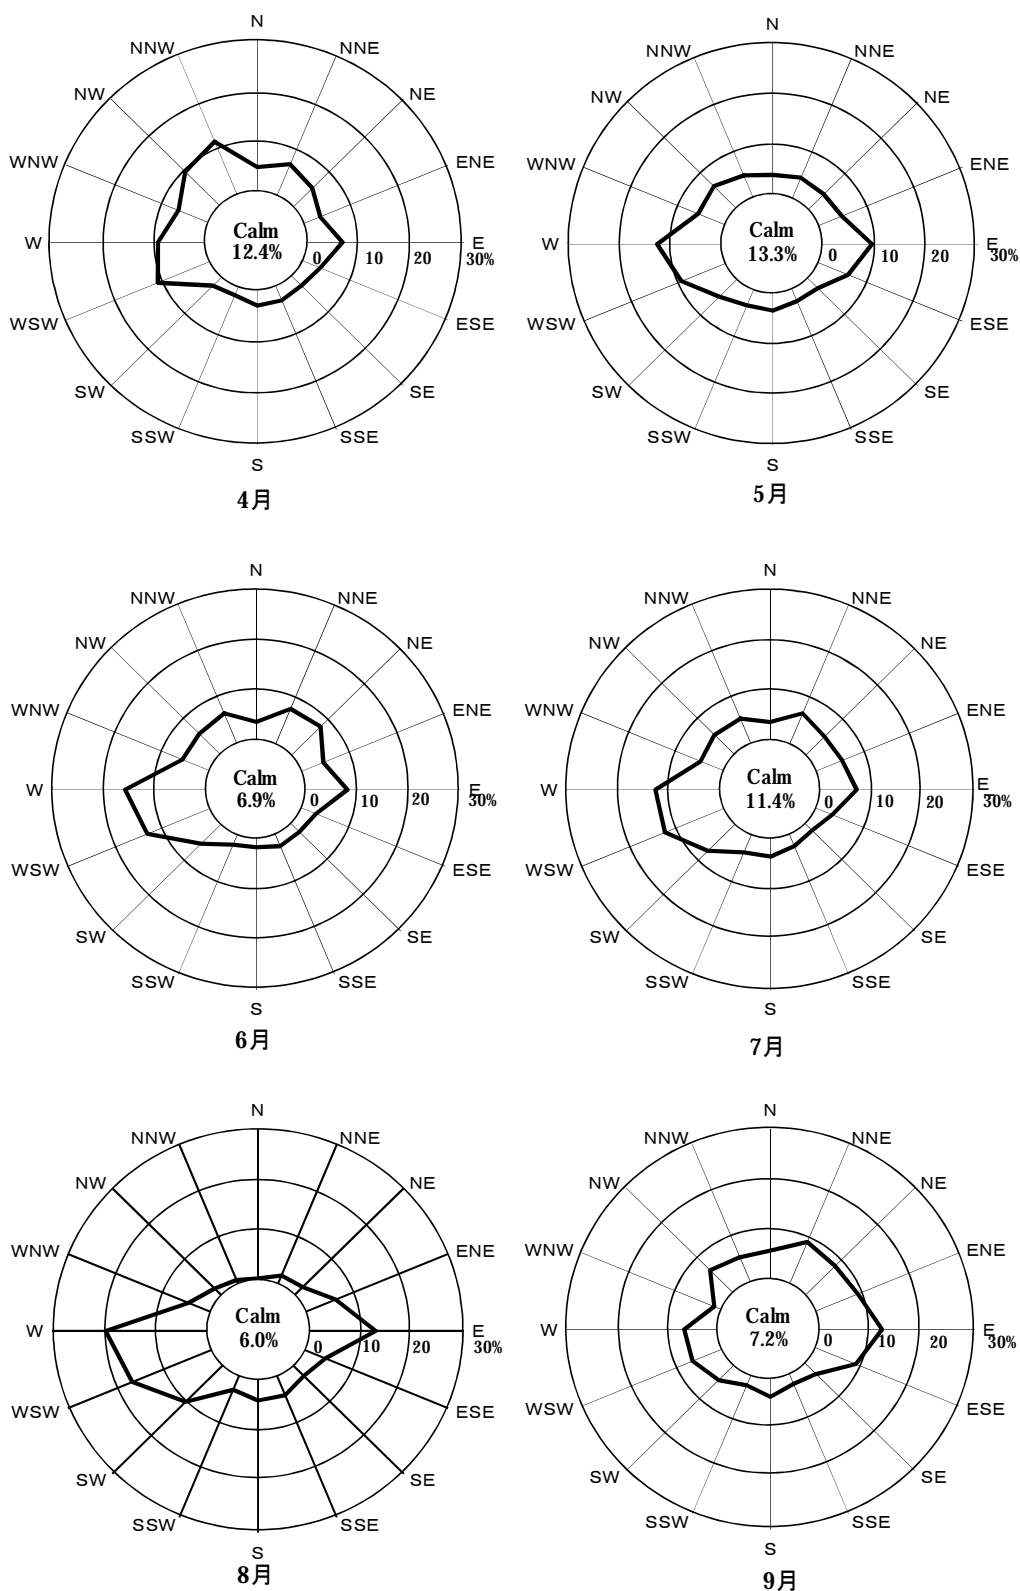 N
NNW NNE
NW NE
WNW ENE
Calm
12.4%
W 0 10 20 E
30%
WSW ESE
SW SE
SSW SSE
S
4月
N
NNW NNE
NW NE
WNW ENE
Calm
13.3%
W 0 10 20 E
30%
WSW ESE
SW SE
SSW SSE
S
5月
N
NNW NNE
NW NE
WNW ENE
Calm
6.9%
W 0 10 20 E
30%
WSW ESE
SW SE
SSW SSE
S
6月
N
NNW NNE
NW NE
WNW ENE
Calm
11.4%
W 0 10 20 E
30%
WSW ESE
SW SE
SSW SSE
S
7月
N
NNW NNE
NW NE
WNW ENE
Calm
6.0%
W 0 10 20 E
30%
WSW ESE
SW SE
SSW SSE
S
8月
N
NNW NNE
NW NE
WNW ENE
Calm
7.2%
W 0 10 20 E
30%
WSW ESE
SW SE
SSW SSE
S
9月